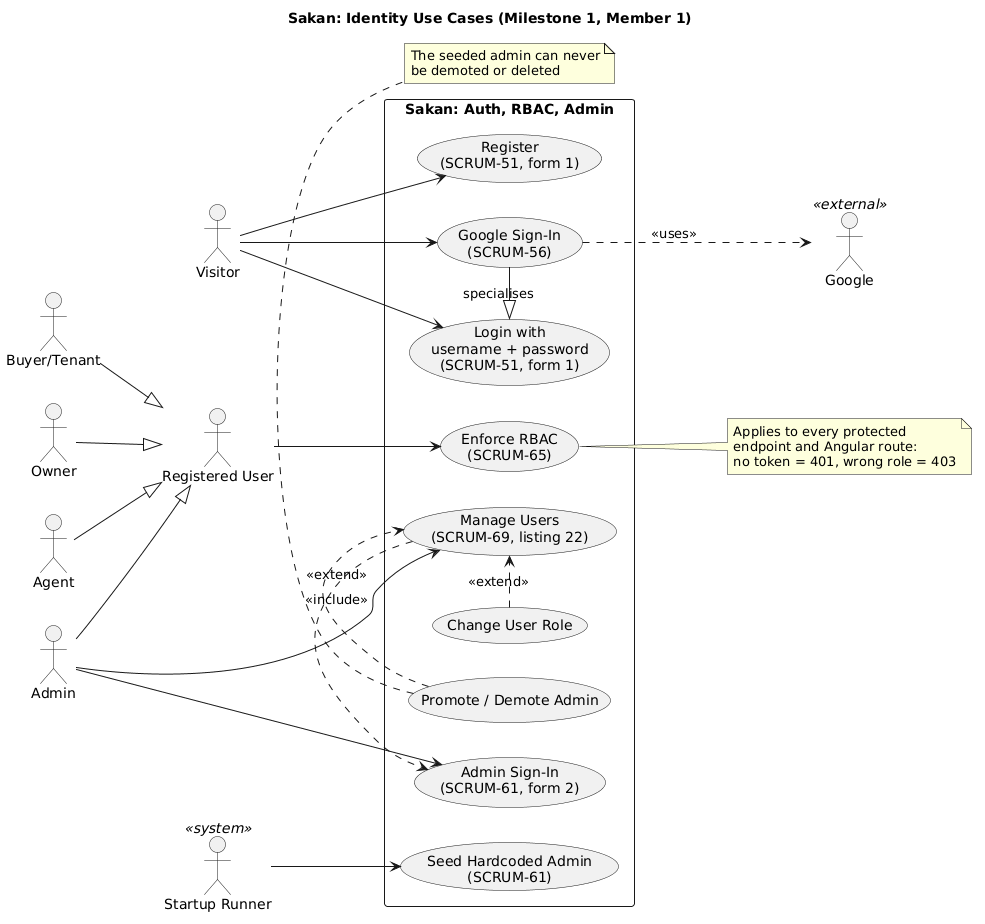 Sakan: Identity Use Cases (Milestone 1, Member 1)
The seeded admin can never
be demoted or deleted
Sakan: Auth, RBAC, Admin
Register
(SCRUM-51, form 1)
«external»
Visitor
Google Sign-In
(SCRUM-56)
«uses»
Google
specialises
Buyer/Tenant
Login with
username + password
(SCRUM-51, form 1)
Owner
Registered User
Enforce RBAC
(SCRUM-65)
Applies to every protected
endpoint and Angular route:
no token = 401, wrong role = 403
Agent
Manage Users
(SCRUM-69, listing 22)
«extend»
«extend»
«include»
Change User Role
Admin
Promote / Demote Admin
Admin Sign-In
(SCRUM-61, form 2)
«system»
Startup Runner
Seed Hardcoded Admin
(SCRUM-61)